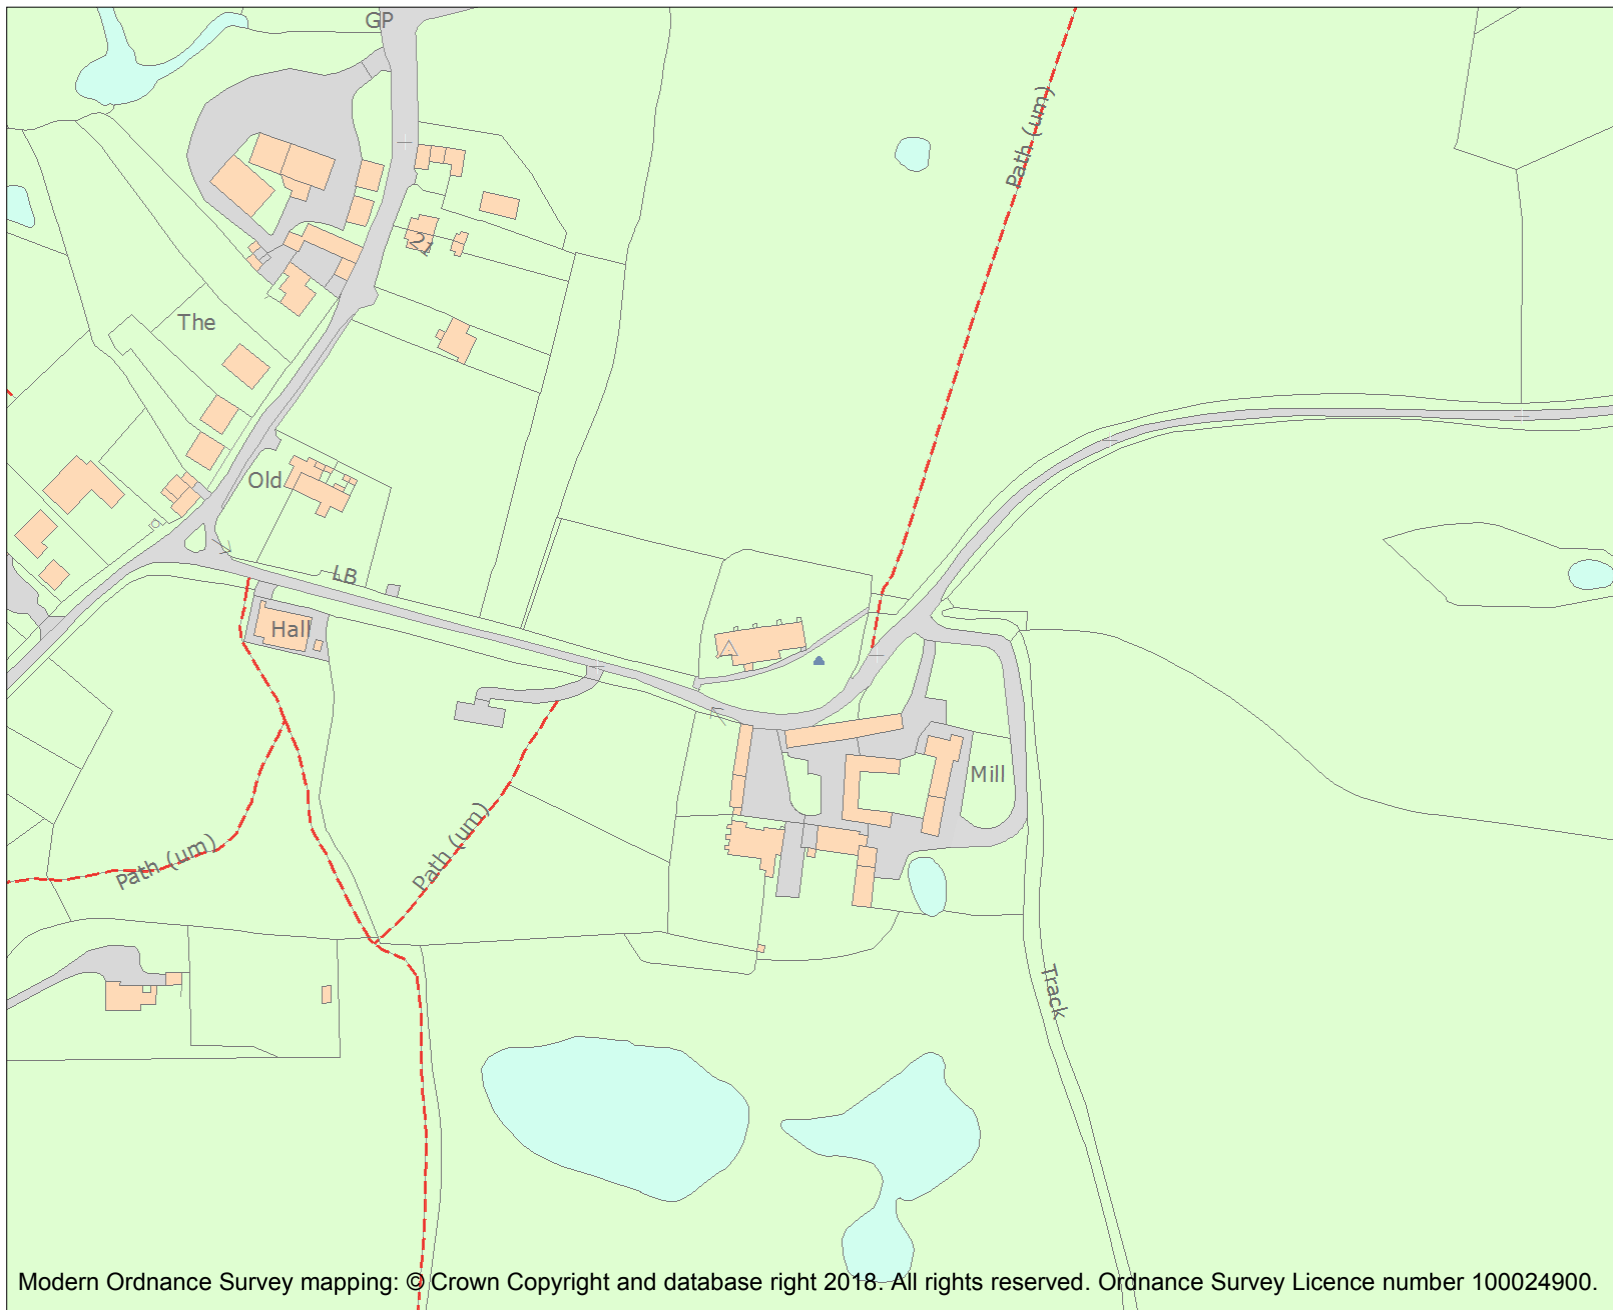 GP
Path (um)
21
The
Old
LB
Hall
Mill
Path (um)
Path (um)
Track
Modern Ordnance Survey mapping: © Crown Copyright and database right 2018. All rights reserved. Ordnance Survey Licence number 100024900.